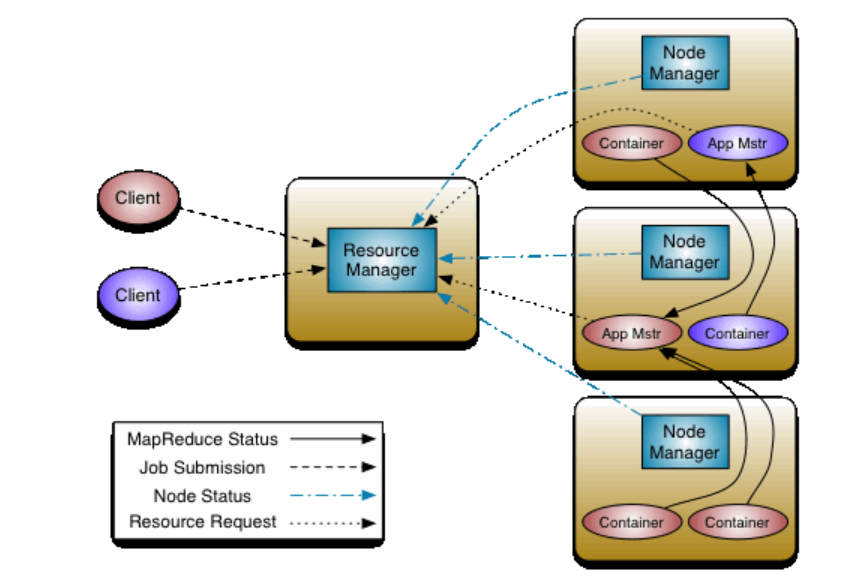 Client
Client
Resource
Manager
Node
Manager
Container
App Mstr
Node
Manager
App Mstr
Container
Node
Manager
Container
Container
MapReduce Status
Job Submission
Node Status
Resource Request